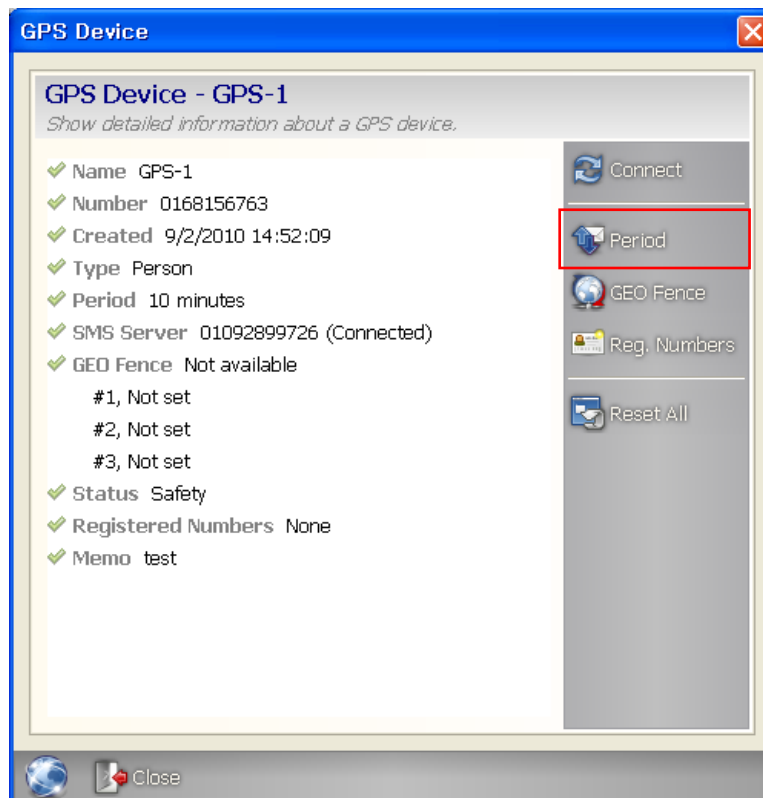 GPS Device
GPS Device - GPS-1
Show detailed information about a GPS device.
Name GPS-1
Number 0168156763
Created 9/2/2010 14:52:09
Type Person
Period 10 minutes
SMS Server 01092899726 (Connected)
GEO Fence Not available
#1, Not set
#2, Not set
#3, Not set
Status Safety
Registered Numbers None
Memo test
Connect
Period
GEO Fence
Reg. Numbers
Reset All
Close